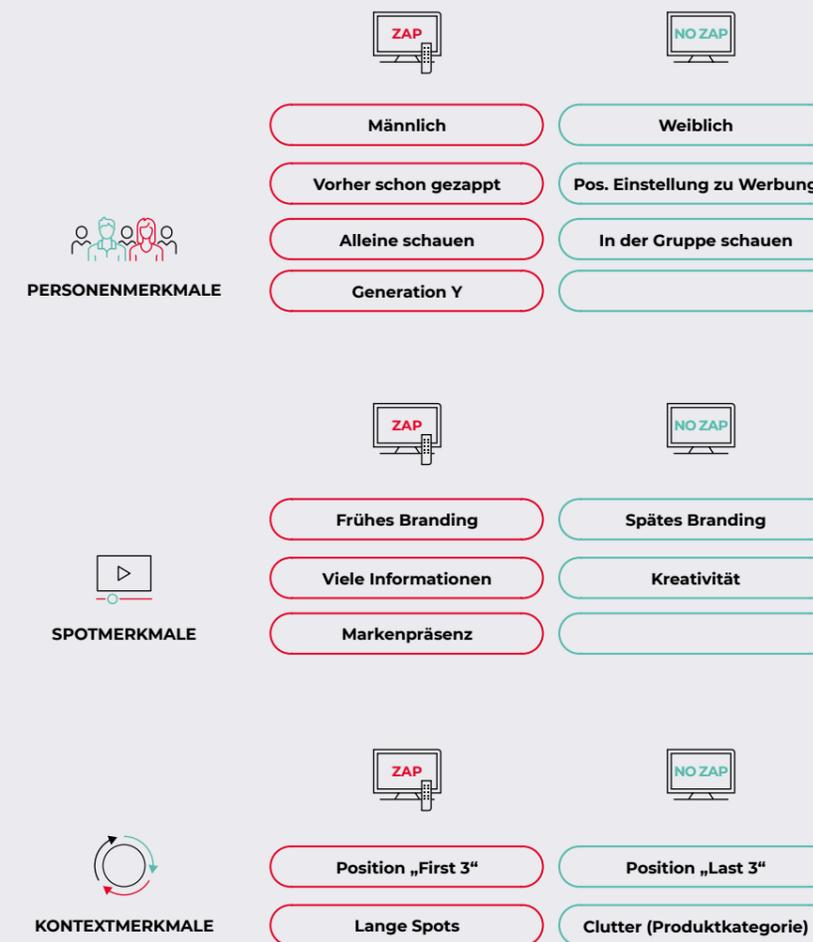 ZAP
NO ZAP
Männlich
Weiblich
Vorher schon gezappt
Pos. Einstellung zu Werbung
Alleine schauen
In der Gruppe schauen
PERSONENMERKMALE
Generation Y
ZAP
NO ZAP
Frühes Branding
Spätes Branding
Viele Informationen
Kreativität
SPOTMERKMALE
Markenpräsenz
ZAP
NO ZAP
Position „First 3“
Position „Last 3“
KONTEXTMERKMALE
Lange Spots
Clutter (Produktkategorie)